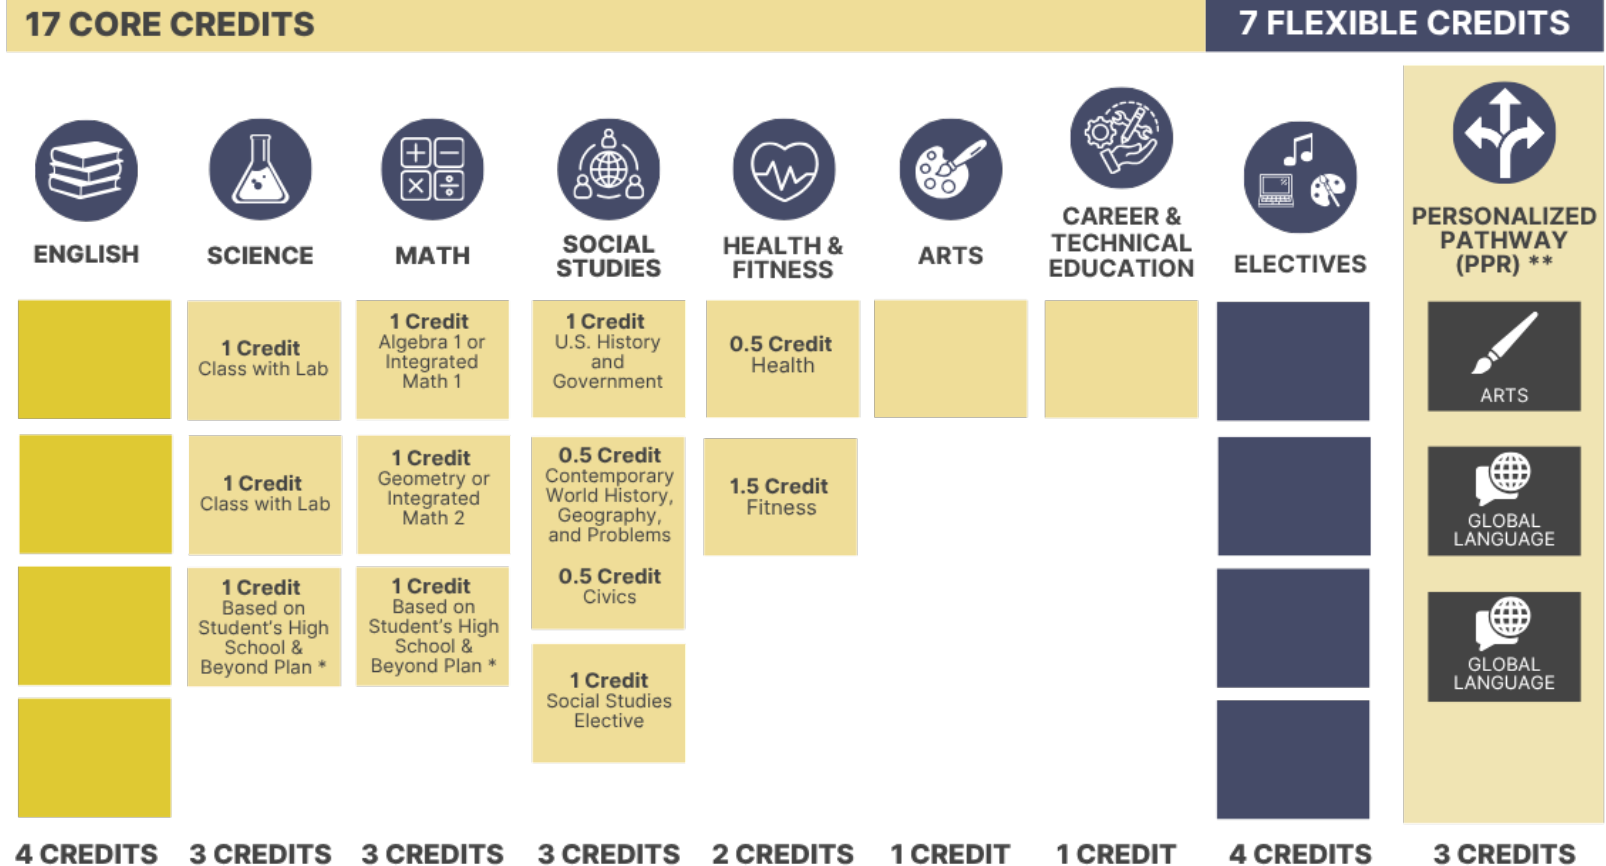 17 CORE CREDITS
7 FLEXIBLE CREDITS
ENGLISH
SCIENCE
MATH
SOCIAL
STUDIES
HEALTH &
FITNESS
ARTS
CAREER &
TECHNICAL
EDUCATION
ELECTIVES
PERSONALIZED
PATHWAY
(PPR) **
1 Credit
Class with Lab
1 Credit
Algebra 1 or
Integrated
Math 1
1 Credit
U.S. History
and
Government
0.5 Credit
Health
ARTS
1 Credit
Class with Lab
1 Credit
Geometry or
Integrated
Math 2
0.5 Credit
Contemporary
World History,
Geography,
and Problems
0.5 Credit
Civics
1.5 Credit
Fitness
GLOBAL
LANGUAGE
1 Credit
Based on
Student's High
School &
Beyond Plan *
1 Credit
Based on
Student's High
School &
Beyond Plan *
1 Credit
Social Studies
Elective
GLOBAL
LANGUAGE
4 CREDITS
3 CREDITS
3 CREDITS
3 CREDITS
2 CREDITS
1 CREDIT
1 CREDIT
4 CREDITS
3 CREDITS